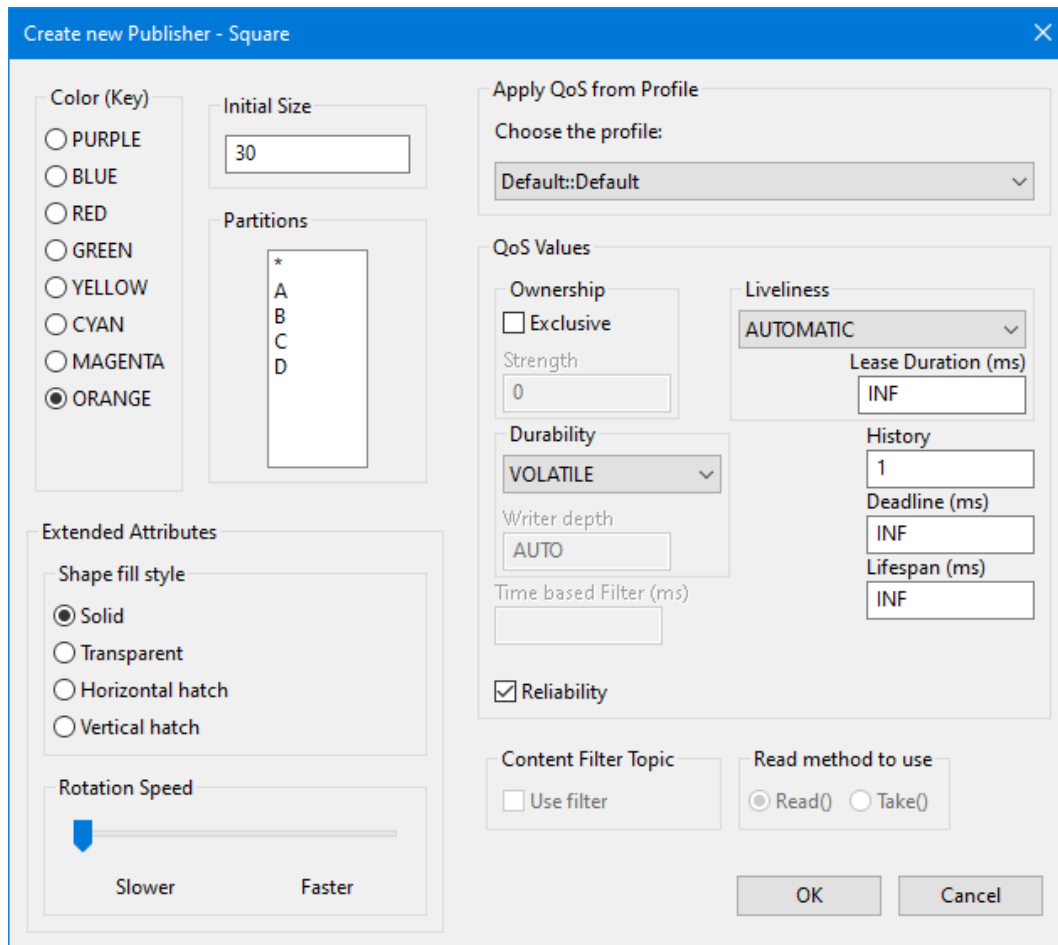 Create new Publisher - Square
Color (Key)
PURPLE
BLUE
RED
GREEN
YELLOW
CYAN
MAGENTA
ORANGE
Initial Size
30
Partitions
*
A
B
C
D
Extended Attributes
Shape fill style
Solid
Transparent
Horizontal hatch
Vertical hatch
Rotation Speed
Slower Faster
Apply QoS from Profile
Choose the profile:
Default::Default
QoS Values
Ownership
Exclusive
Strength
0
Liveliness
AUTOMATIC
Lease Duration (ms)
INF
Durability
VOLATILE
Writer depth
AUTO
Time based Filter (ms)
History
1
Deadline (ms)
INF
Lifespan (ms)
INF
Reliability
Content Filter Topic
Use filter
Read method to use
Read() Take()
OK Cancel